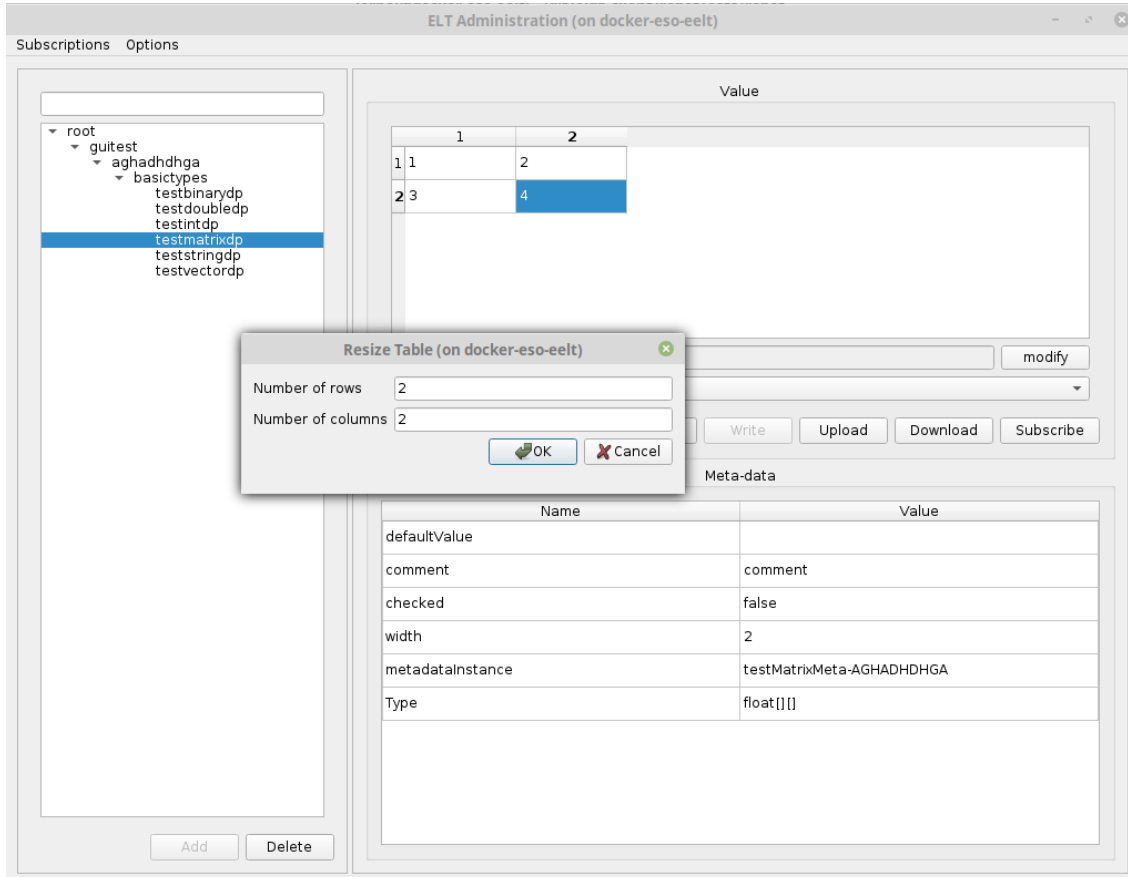 ELT Administration (on docker-eso-eelt)
Subscriptions Options
root
guitest
aghadhdhga
basictypes
testbinarydp
testdoubledp
testintdp
testmatrixdp
teststringdp
testvectordp
Add Delete
Value
1 2
1 1 2
2 3 4
modify
Write Upload Download Subscribe
Resize Table (on docker-eso-eelt)
Number of rows 2
Number of columns 2
OK Cancel
Meta-data
Name Value
defaultValue
comment comment
checked false
width 2
metadataInstance testMatrixMeta-AGHADHDHGA
Type float[][]